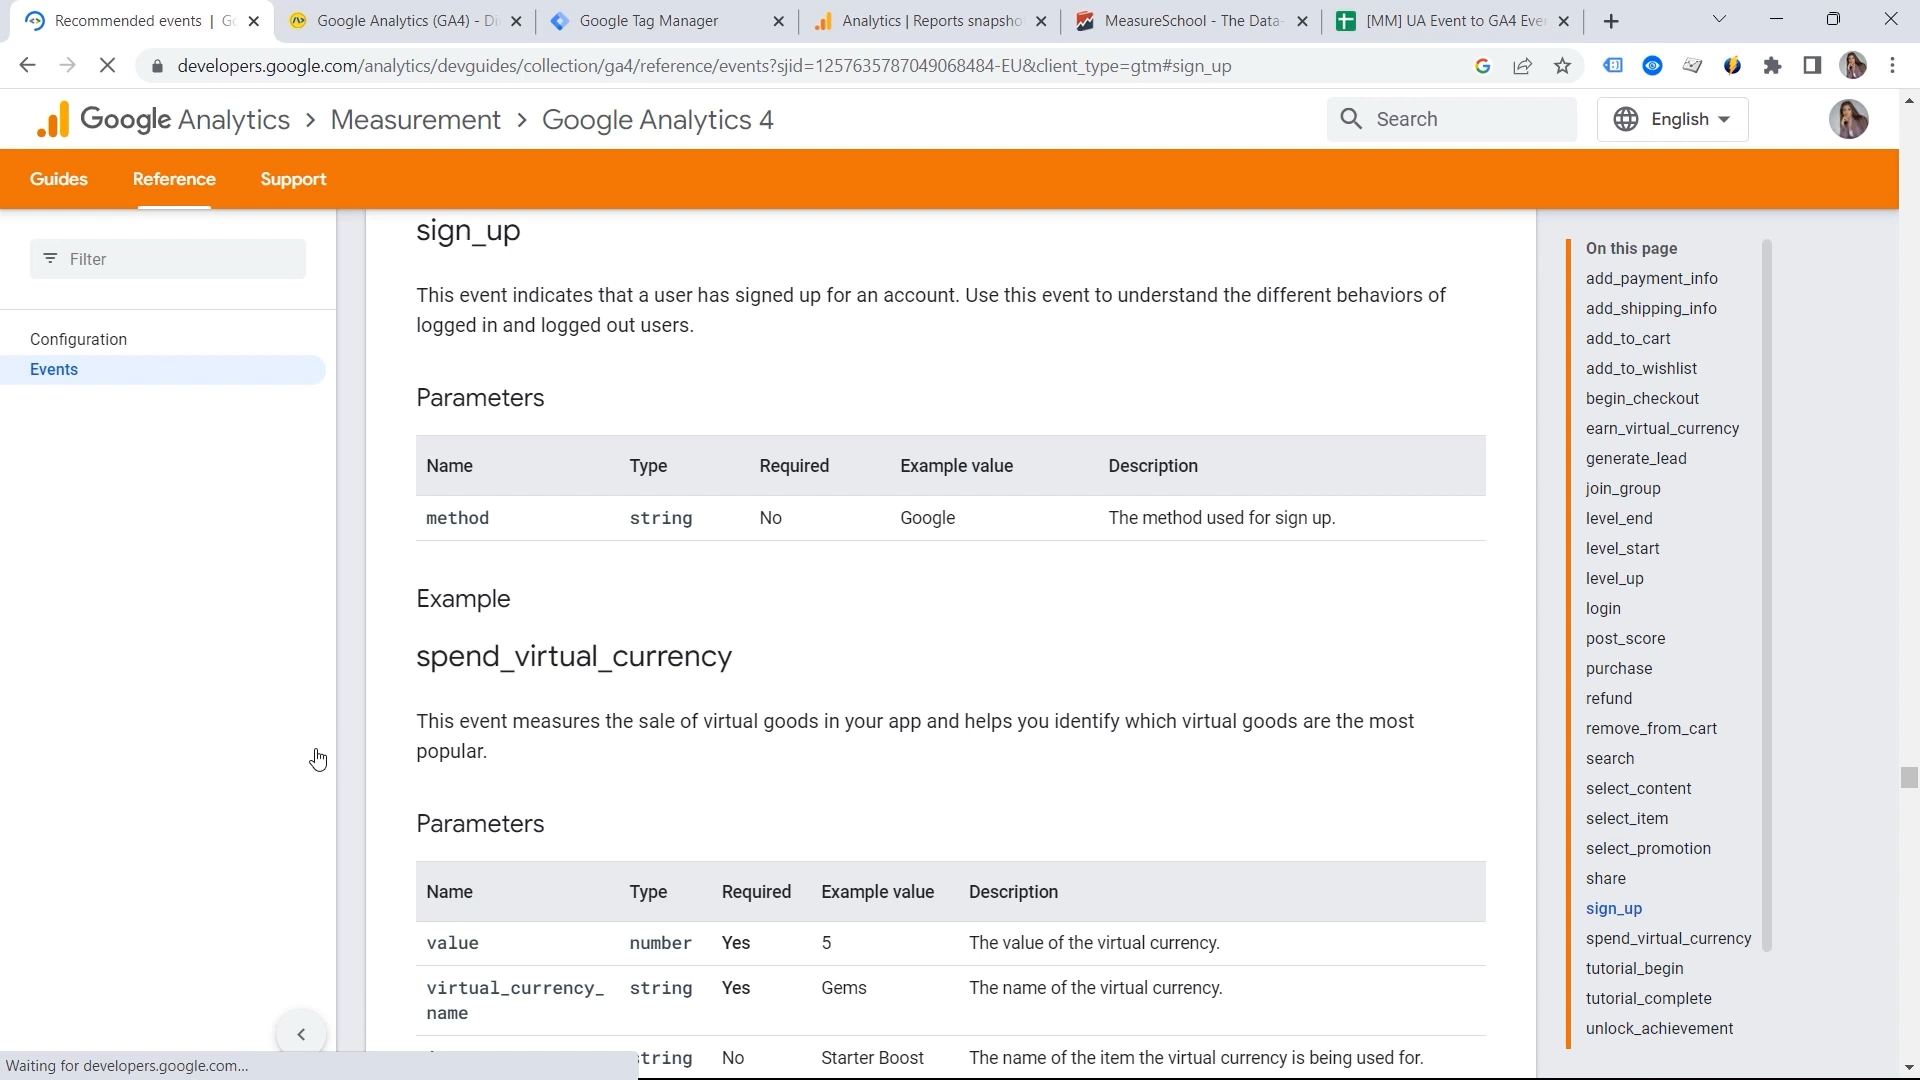 Recommended events | Go
Google Analytics (GA4) - Di
Google Tag Manager
Analytics | Reports snapsho
MeasureSchool - The Data-
[MM] UA Event to GA4 Eve
developers.google.com/analytics/devguides/collection/ga4/reference/events?sjid=1257635787049068484-EU&client_type=gtm#sign_up
Google Analytics > Measurement > Google Analytics 4
Search
English
Guides
Reference
Support
Filter
Configuration
Events
sign_up
This event indicates that a user has signed up for an account. Use this event to understand the different behaviors of
logged in and logged out users.
Parameters
Name Type Required Example value Description
method string No Google The method used for sign up.
Example
spend_virtual_currency
This event measures the sale of virtual goods in your app and helps you identify which virtual goods are the most
popular.
Parameters
Name Type Required Example value Description
value number Yes 5 The value of the virtual currency.
virtual_currency_ string Yes Gems The name of the virtual currency.
name
string No Starter Boost The name of the item the virtual currency is being used for.
On this page
add_payment_info
add_shipping_info
add_to_cart
add_to_wishlist
begin_checkout
earn_virtual_currency
generate_lead
join_group
level_end
level_start
level_up
login
post_score
purchase
refund
remove_from_cart
search
select_content
select_item
select_promotion
share
sign_up
spend_virtual_currency
tutorial_begin
tutorial_complete
unlock_achievement
Waiting for developers.google.com...